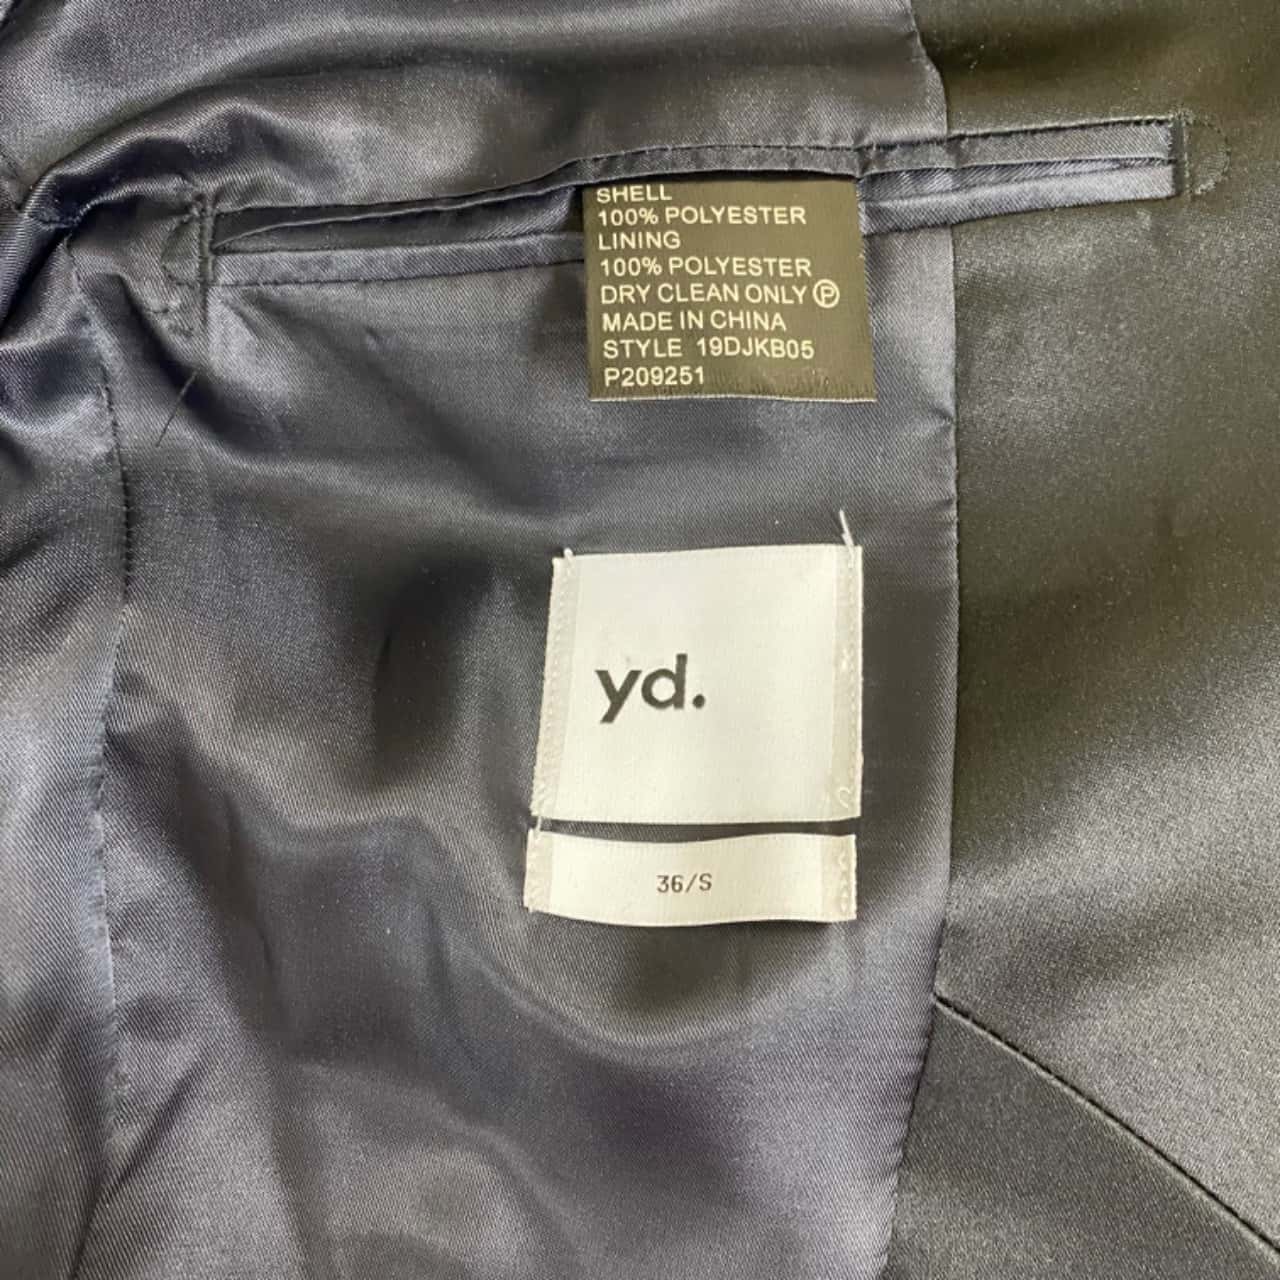 SHELL
100% POLYESTER
LINING
100% POLYESTER
DRY CLEAN ONLY Ⓟ
MADE IN CHINA
STYLE 19DJKB05
P209251
yd.
36/S